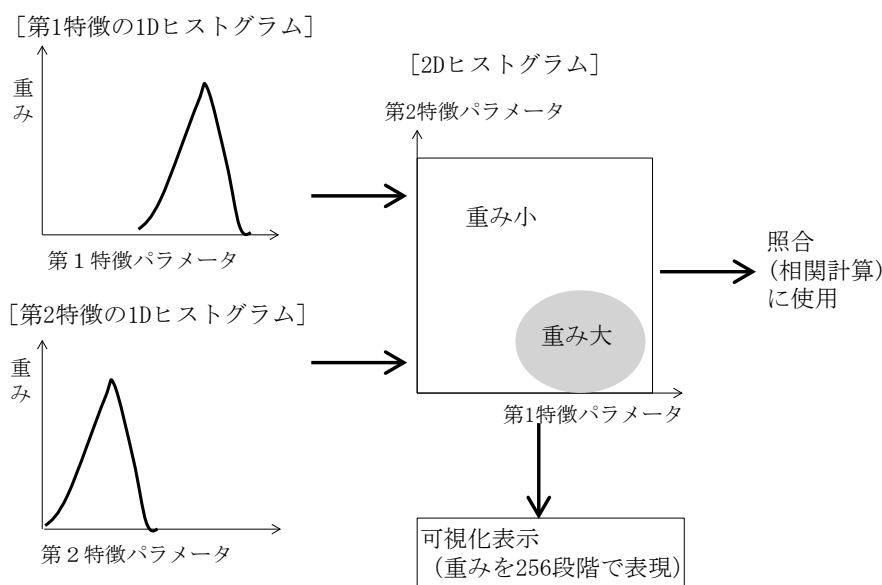 [第1特徴の1Dヒストグラム]
重み
第１特徴パラメータ
[第2特徴の1Dヒストグラム]
重み
第２特徴パラメータ
[2Dヒストグラム]
第2特徴パラメータ
重み小
重み大
第1特徴パラメータ
照合
(相関計算)
に使用
可視化表示
(重みを256段階で表現)